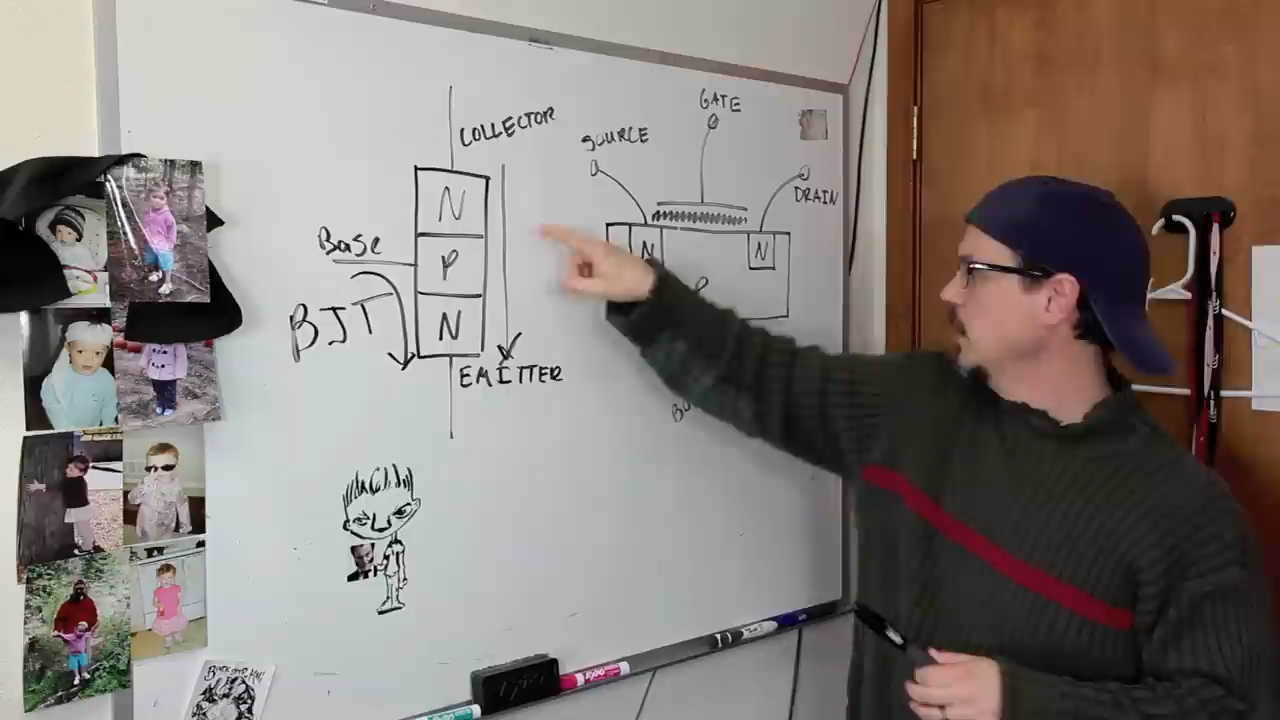 COLLECTOR
N
P
N
Base
BJT
EMITTER
GATE
SOURCE
DRAIN
N
N